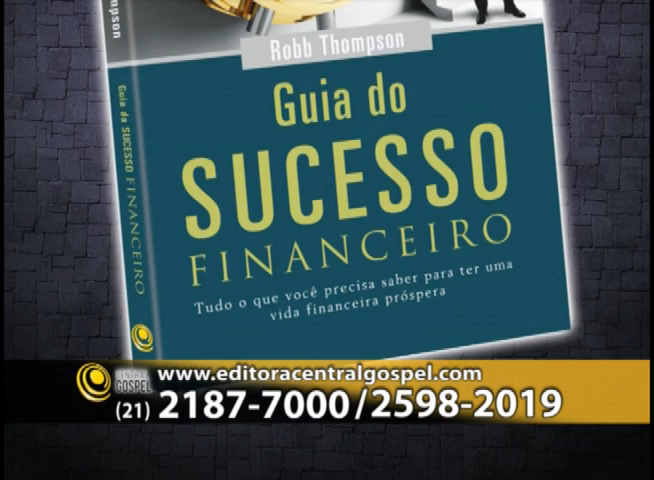 Robb Thompson
Guia do
SUCESSO
FINANCEIRO
Tudo o que você precisa saber para ter uma
vida financeira próspera
Guia do SUCESSO FINANCEIRO
CENTRAL
GOSPEL
www.editoracentralgospel.com
(21) 2187-7000/2598-2019